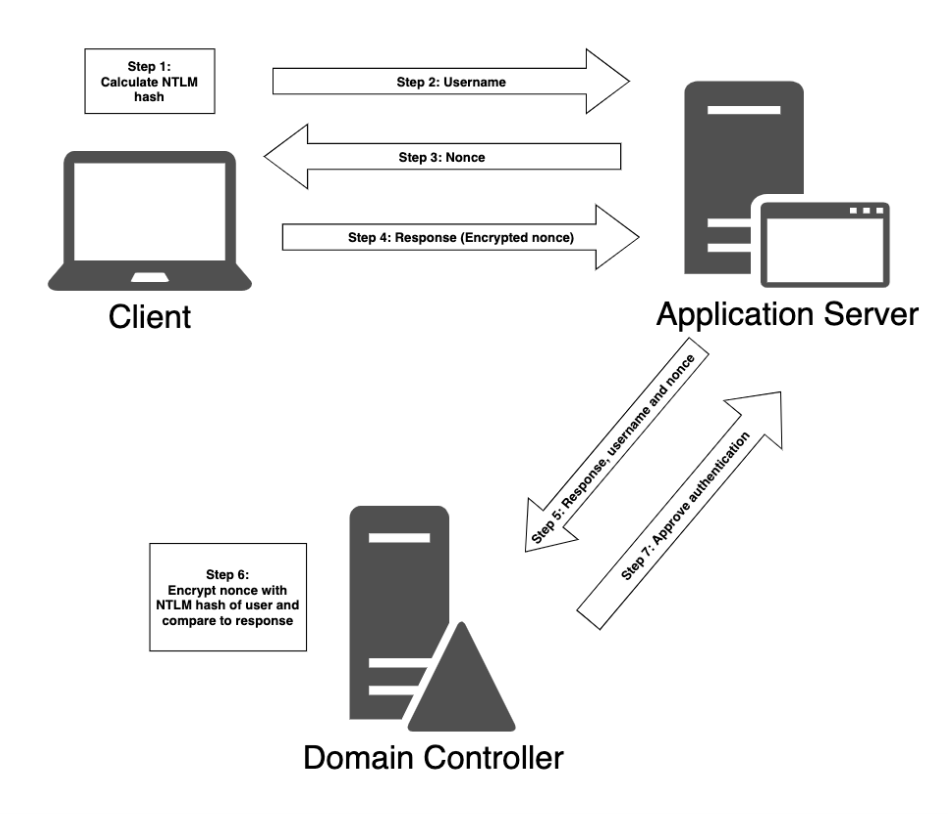 Step 1:
Calculate NTLM
hash
Step 2: Username
Step 3: Nonce
Step 4: Response (Encrypted nonce)
Client
Application Server
Step 5: Response, username and nonce
Step 7: Approve authentication
Step 6:
Encrypt nonce with
NTLM hash of user and
compare to response
Domain Controller